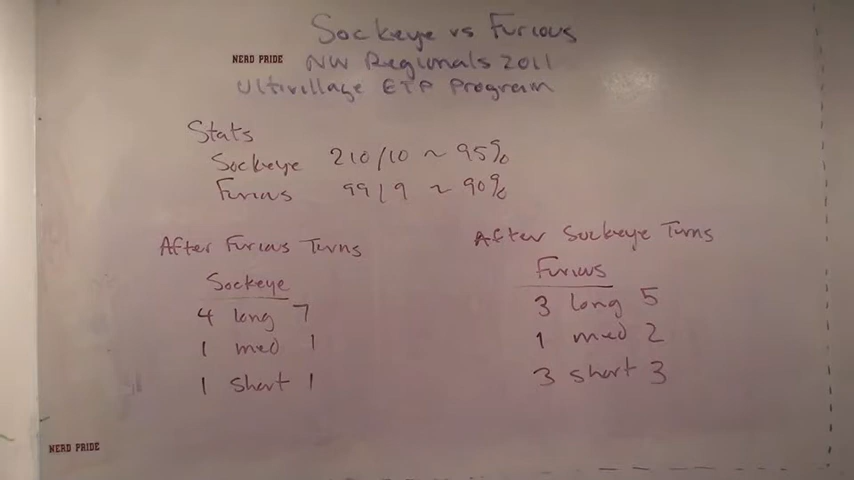 Sockeye vs Furious
NERD PRIDE
NW Regionals 2011
Ultivillage ETP Program
Stats
Sockeye 210/10 ~ 95%
Furious 99/9 ~ 90%
After Furious Turns
Sockeye
4 long 7
1 med 1
1 short 1
After Sockeye Turns
Furious
3 long 5
1 med 2
3 short 3
NERD PRIDE